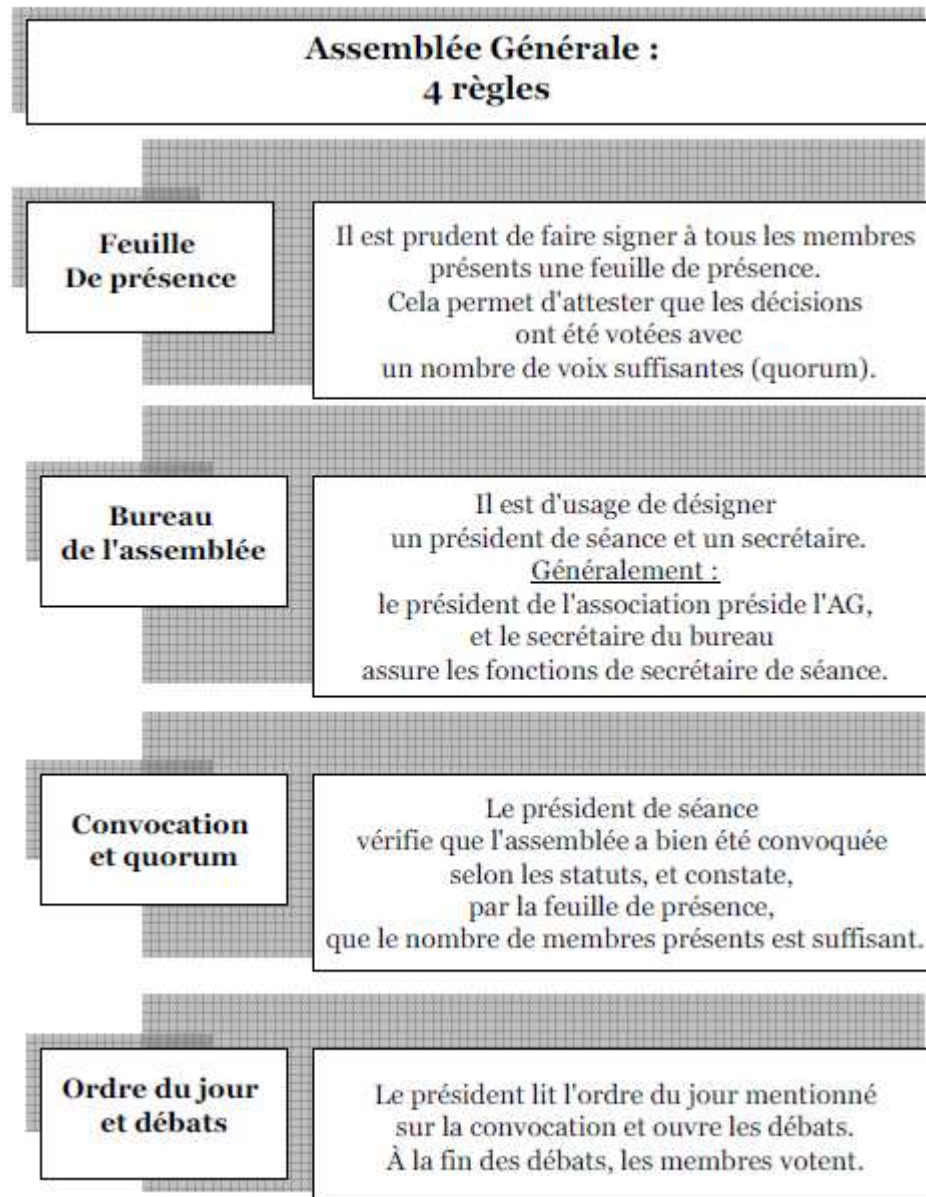 Assemblée Générale :
4 règles
Feuille
De présence
Il est prudent de faire signer à tous les membres
présents une feuille de présence.
Cela permet d'attester que les décisions
ont été votées avec
un nombre de voix suffisantes (quorum).
Bureau
de l'assemblée
Il est d'usage de désigner
un président de séance et un secrétaire.
Généralement :
le président de l'association préside l'AG,
et le secrétaire du bureau
assure les fonctions de secrétaire de séance.
Convocation
et quorum
Le président de séance
vérifie que l'assemblée a bien été convoquée
selon les statuts, et constate,
par la feuille de présence,
que le nombre de membres présents est suffisant.
Ordre du jour
et débats
Le président lit l'ordre du jour mentionné
sur la convocation et ouvre les débats.
À la fin des débats, les membres votent.